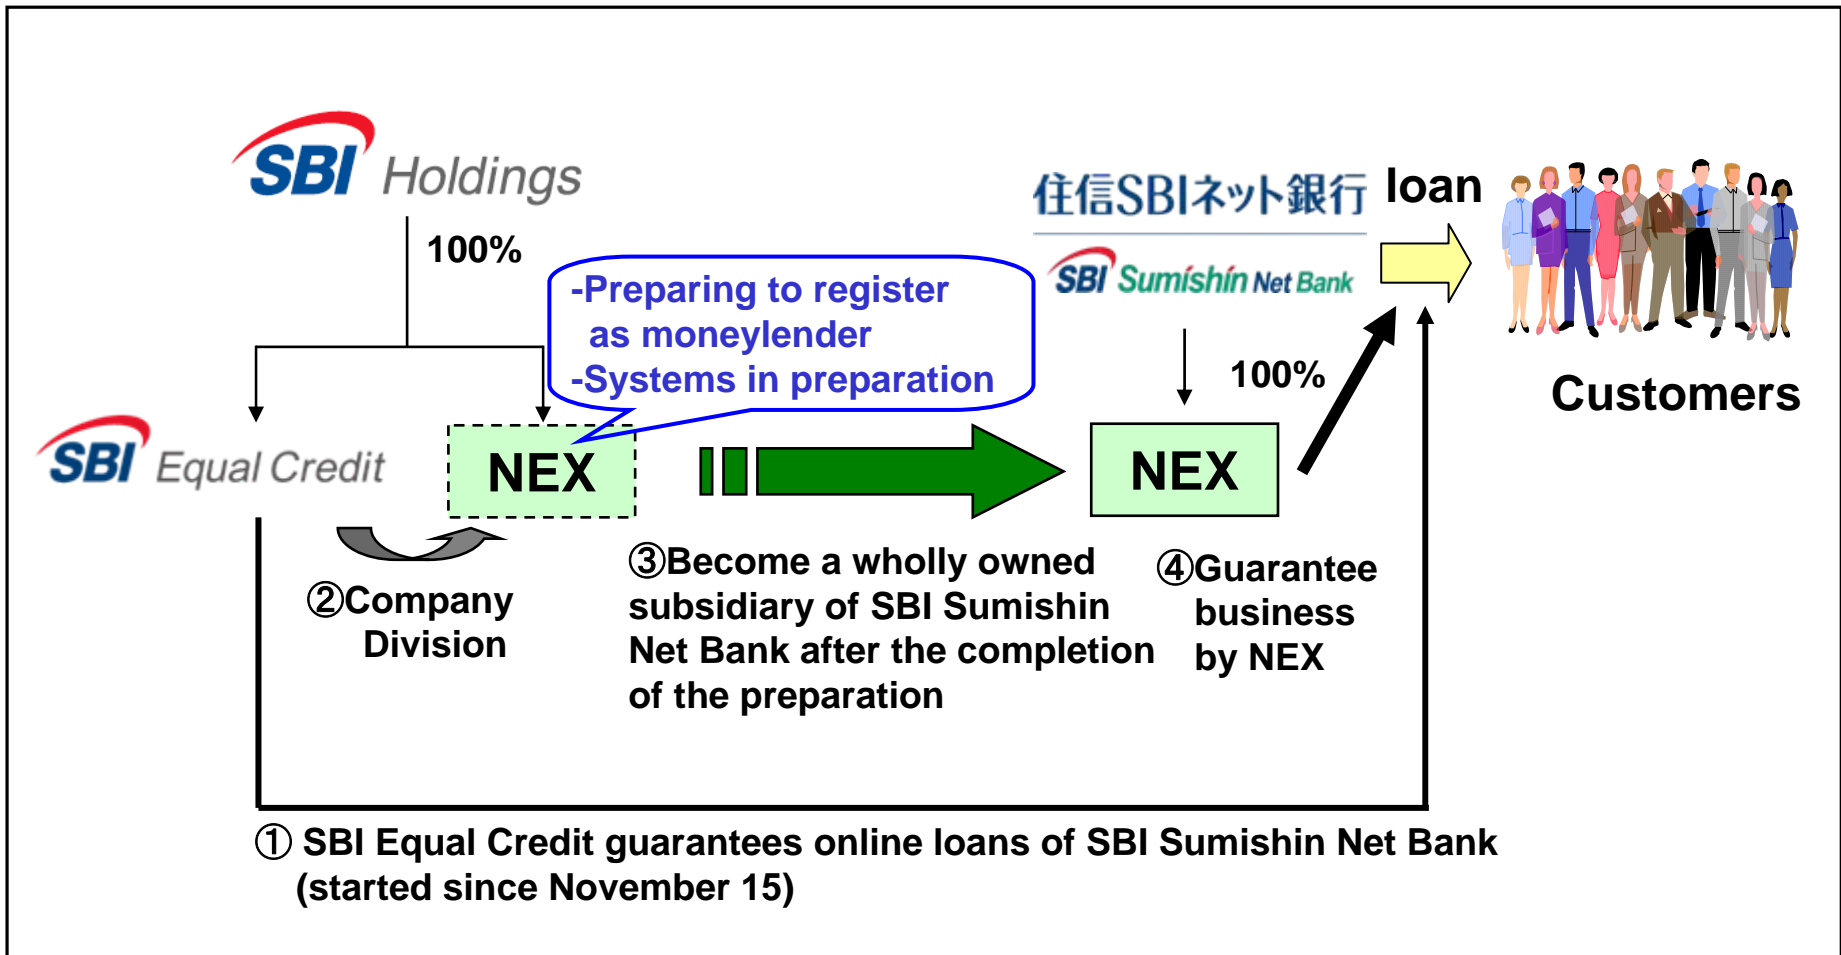 SBI Holdings
100%
-Preparing to register
as moneylender
-Systems in preparation
住信SBIネット銀行
SBI Sumishin Net Bank
loan
Customers
100%
SBI Equal Credit
NEX
NEX
②Company
Division
③Become a wholly owned
subsidiary of SBI Sumishin
Net Bank after the completion
of the preparation
④Guarantee
business
by NEX
① SBI Equal Credit guarantees online loans of SBI Sumishin Net Bank
(started since November 15)